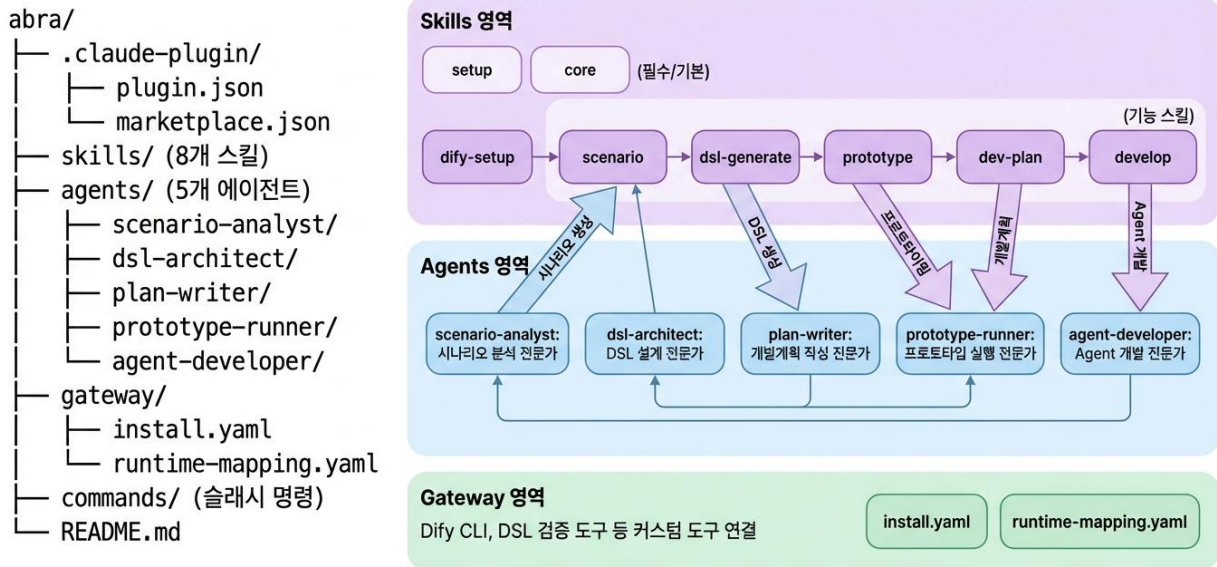 abra/
├── .claude-plugin/
│   ├── plugin.json
│   └── marketplace.json
├── skills/ (8개 스킬)
├── agents/ (5개 에이전트)
│   ├── scenario-analyst/
│   ├── dsl-architect/
│   ├── plan-writer/
│   ├── prototype-runner/
│   └── agent-developer/
├── gateway/
│   ├── install.yaml
│   └── runtime-mapping.yaml
├── commands/ (슬래시 명령)
└── README.md
Skills 영역
setup
core
(필수/기본)
(기능 스킬)
dify-setup
scenario
dsl-generate
prototype
dev-plan
develop
시나리오 생성
DSL 생성
프로토타이밍
개발계획
Agent 개발
Agents 영역
scenario-analyst:
시나리오 분석 전문가
dsl-architect:
DSL 설계 전문가
plan-writer:
개발계획 작성 전문가
prototype-runner:
프로토타입 실행 전문가
agent-developer:
Agent 개발 전문가
Gateway 영역
Dify CLI, DSL 검증 도구 등 커스텀 도구 연결
install.yaml
runtime-mapping.yaml